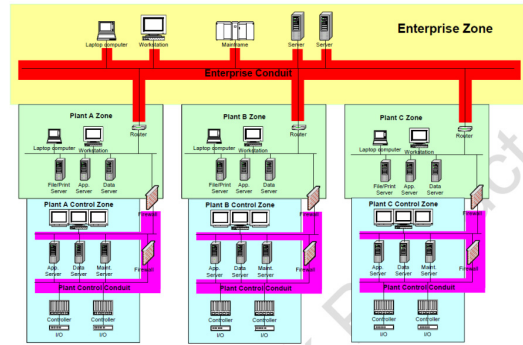 Enterprise Zone
Laptop computer
Workstation
Mainframe
Server
Server
Enterprise Conduit
Plant A Zone
Router
Laptop computer
Workstation
File/Print Server
App. Server
Data Server
Firewall
Plant A Control Zone
App. Server
Data Server
Maint. Server
Firewall
Plant Control Conduit
Controller
Controller
I/O
I/O
Plant B Zone
Router
Laptop computer
Workstation
File/Print Server
App. Server
Data Server
Firewall
Plant B Control Zone
App. Server
Data Server
Maint. Server
Firewall
Plant Control Conduit
Controller
Controller
I/O
I/O
Plant C Zone
Router
Laptop computer
Workstation
File/Print Server
App. Server
Data Server
Firewall
Plant C Control Zone
App. Server
Data Server
Maint. Server
Firewall
Plant Control Conduit
Controller
Controller
I/O
I/O